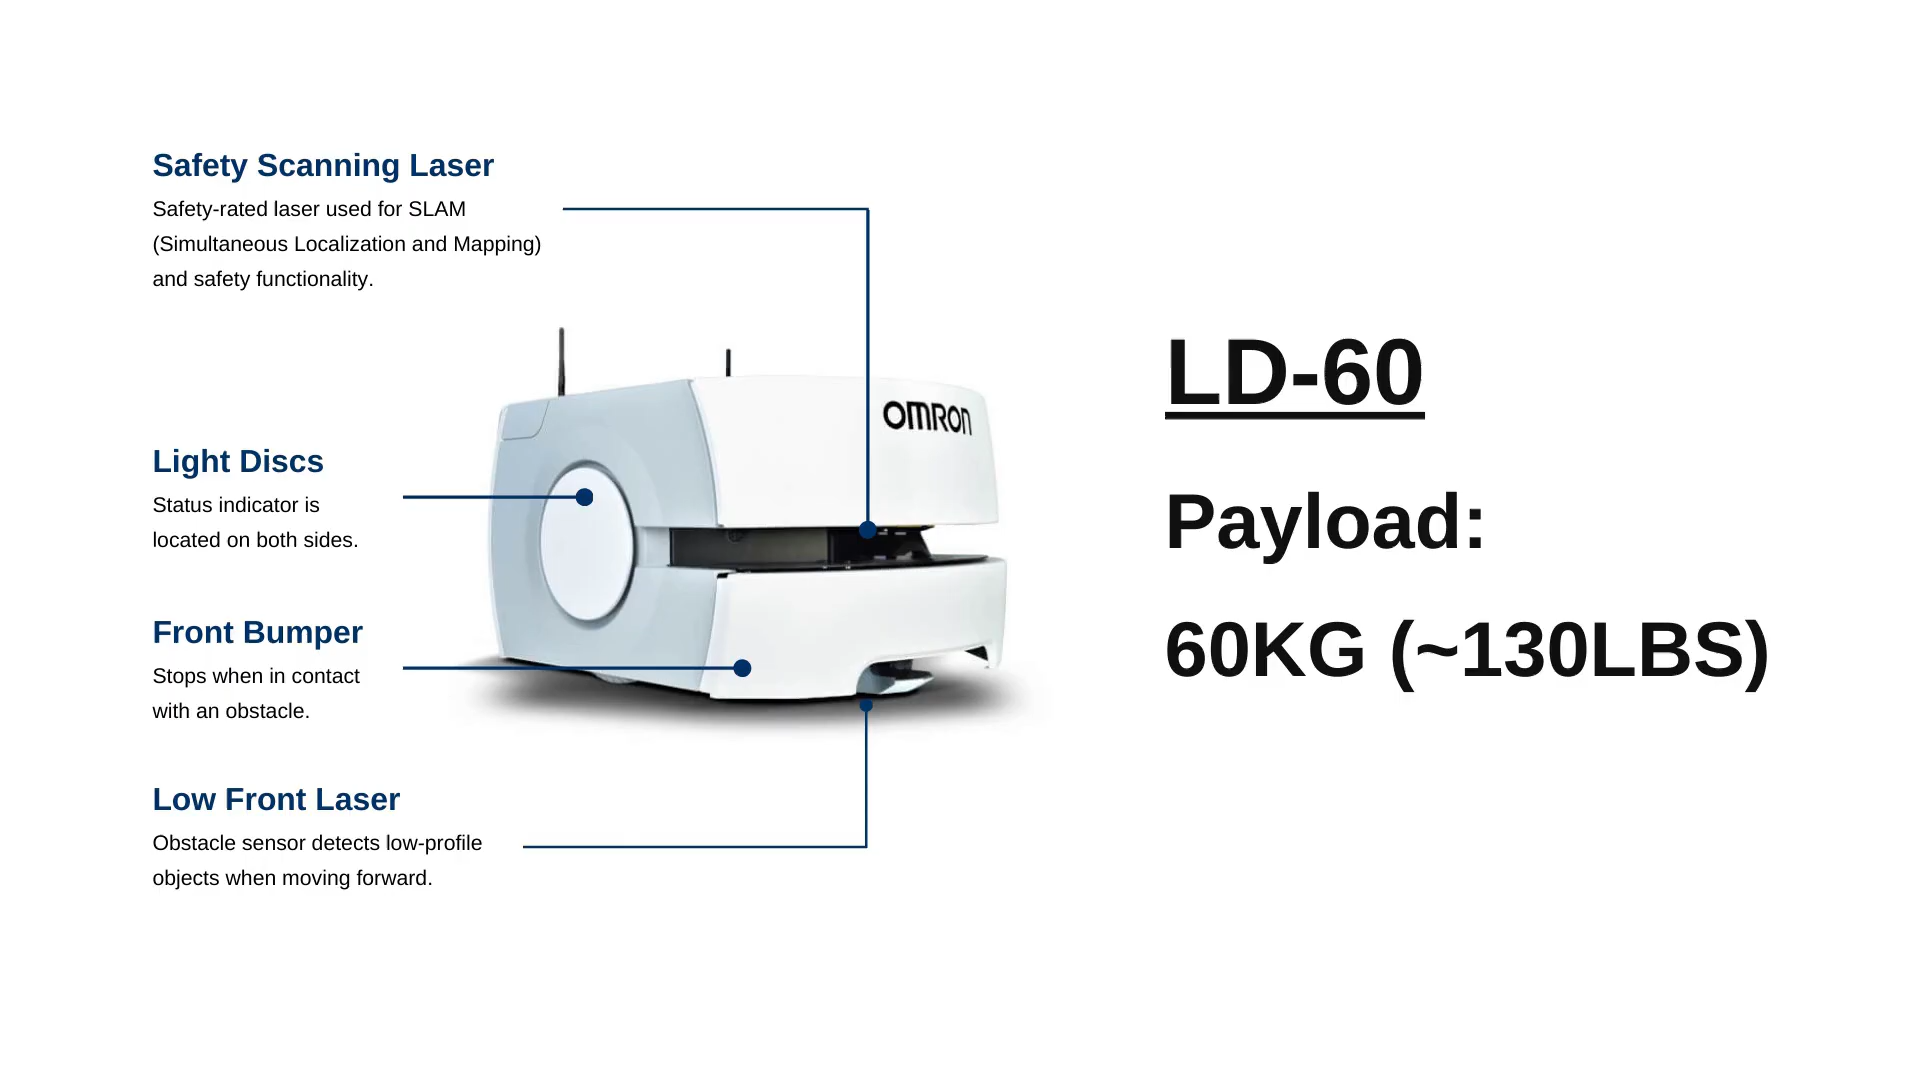 Safety Scanning Laser
Safety-rated laser used for SLAM
(Simultaneous Localization and Mapping)
and safety functionality.
OMRON
Light Discs
Status indicator is
located on both sides.
Front Bumper
Stops when in contact
with an obstacle.
Low Front Laser
Obstacle sensor detects low-profile
objects when moving forward.
LD-60
Payload:
60KG (~130LBS)